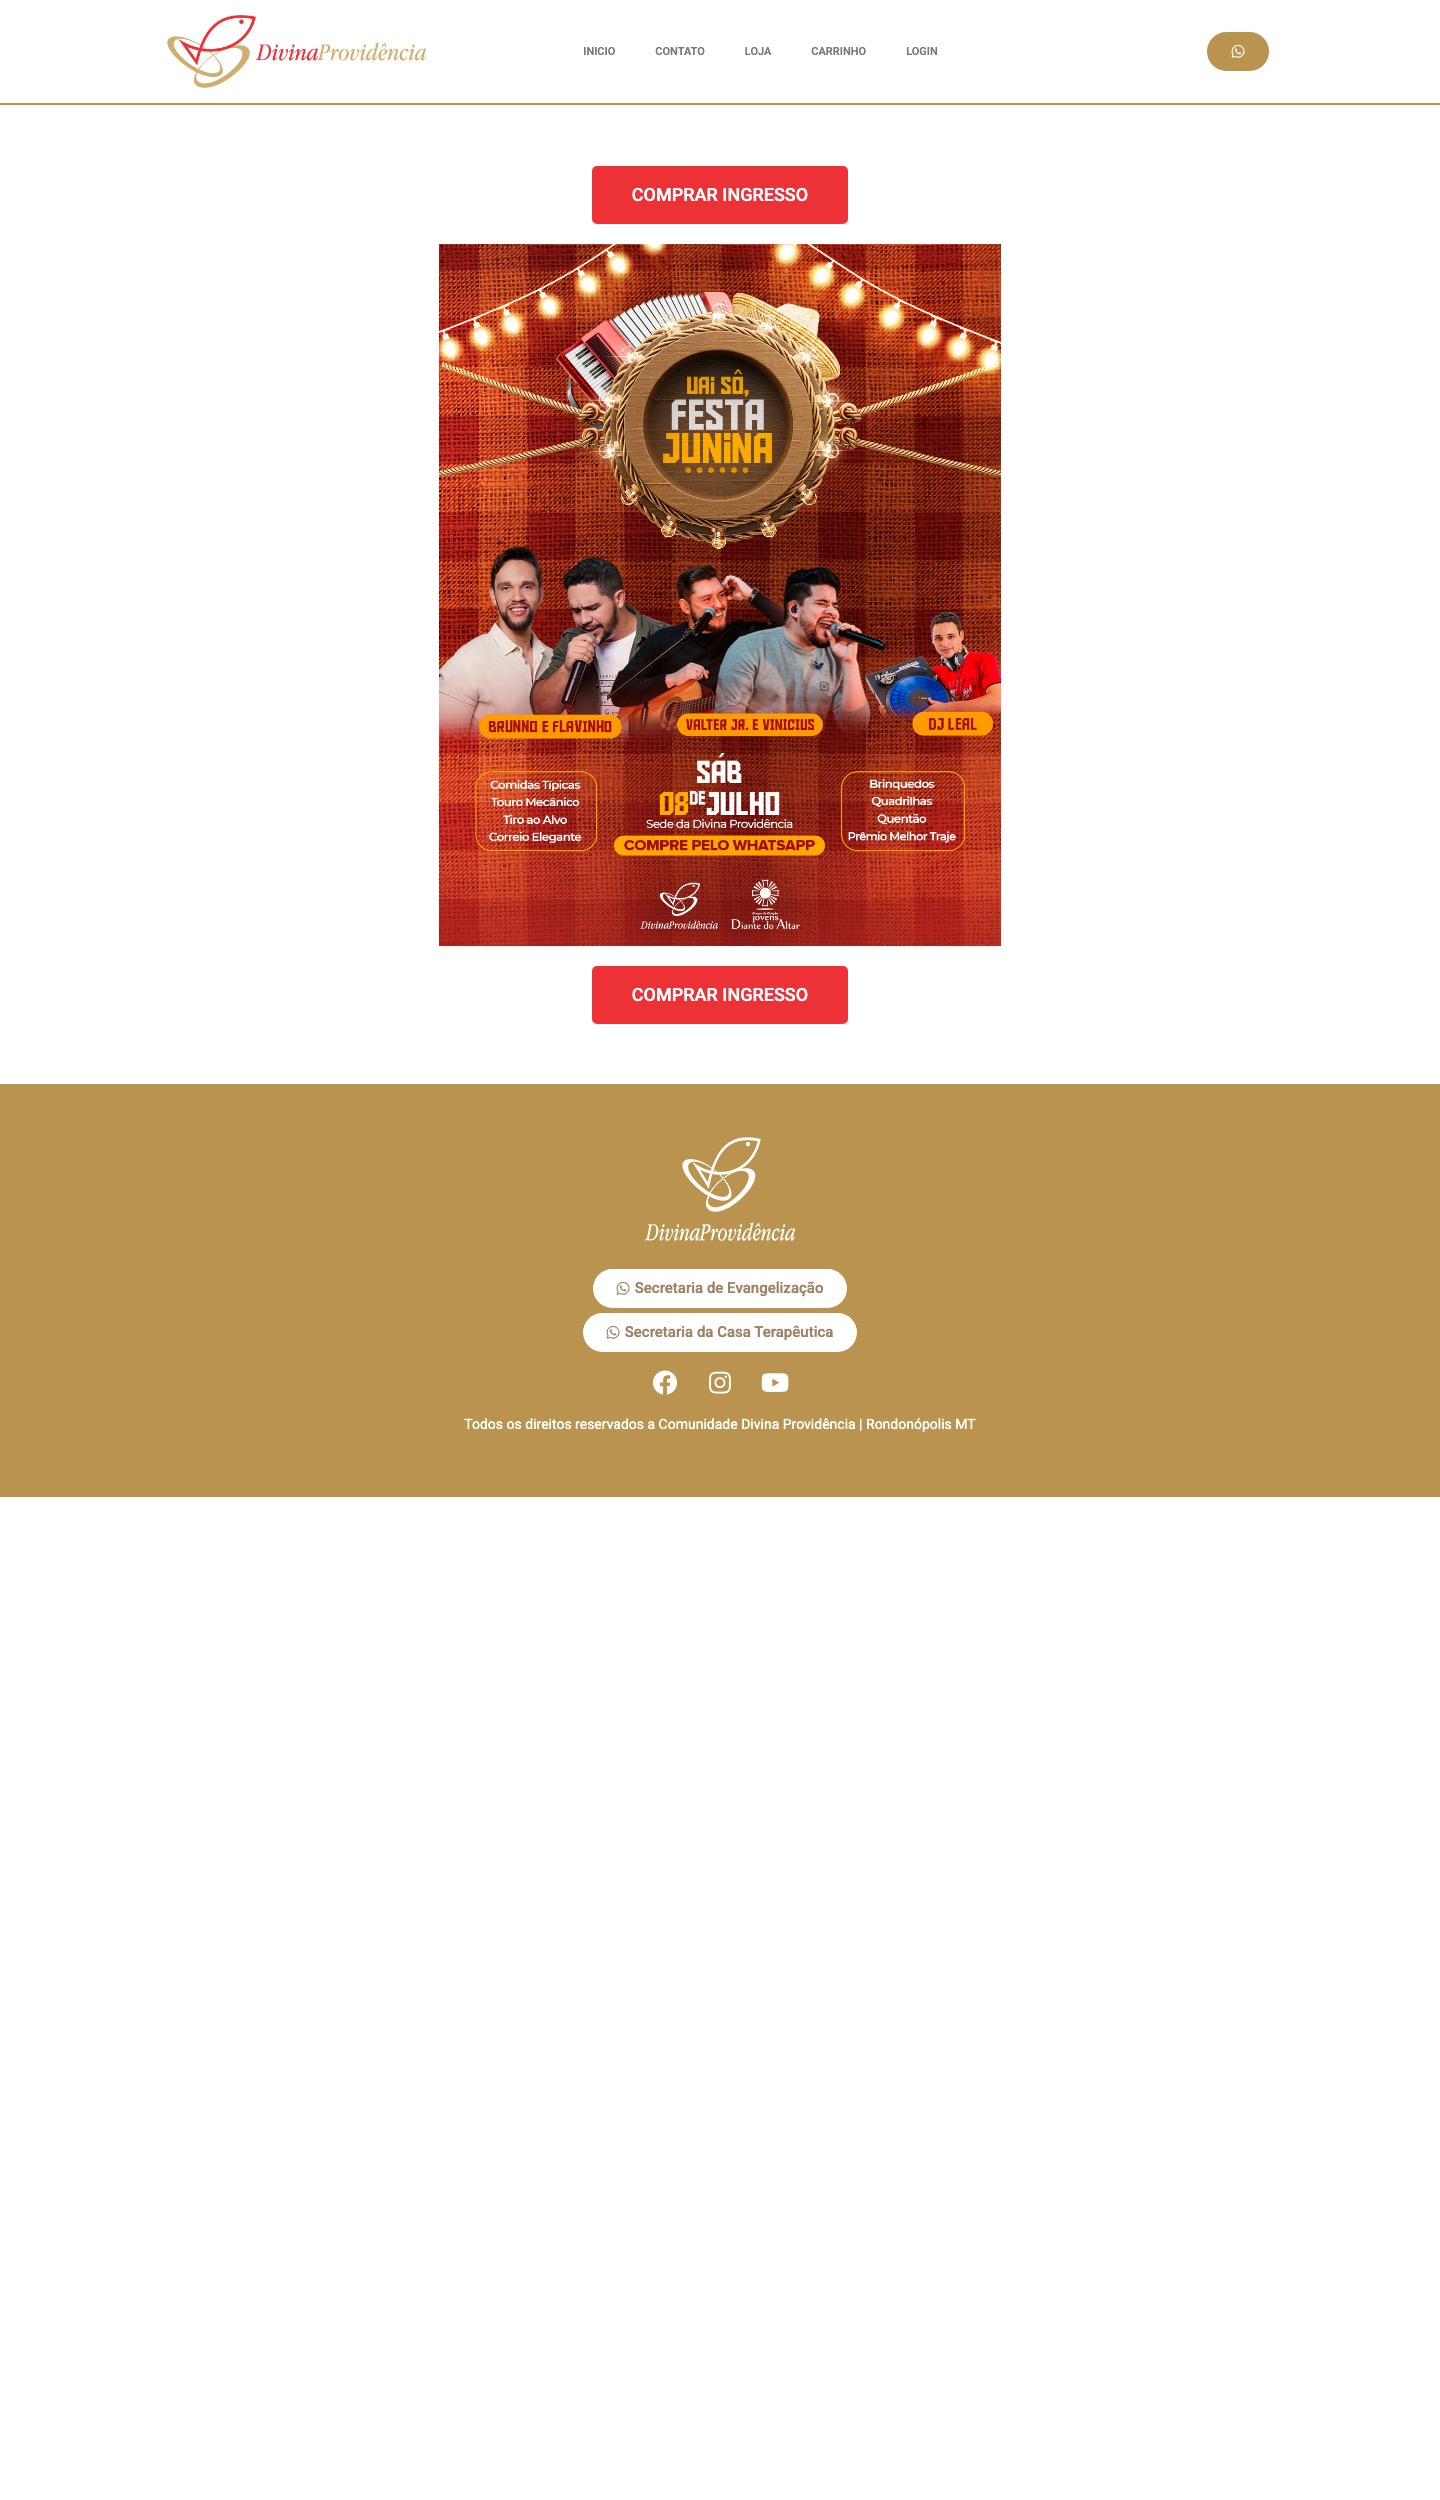 DivinaProvidência
INICIO
CONTATO
LOJA
CARRINHO
LOGIN
COMPRAR INGRESSO
UAi SÔ,
FESTA
JUNiNA
BRUNNO E FLAVINHO
VALTER JR. E VINICIUS
DJ LEAL
Comidas Típicas
Touro Mecânico
Tiro ao Alvo
Correio Elegante
SÁB
08 DE JULHO
Sede da Divina Providência
COMPRE PELO WHATSAPP
Brinquedos
Quadrilhas
Quentão
Prêmio Melhor Traje
DivinaProvidência
jovens
Diante do Altar
COMPRAR INGRESSO
DivinaProvidência
Secretaria de Evangelização
Secretaria da Casa Terapêutica
Todos os direitos reservados a Comunidade Divina Providência | Rondonópolis MT